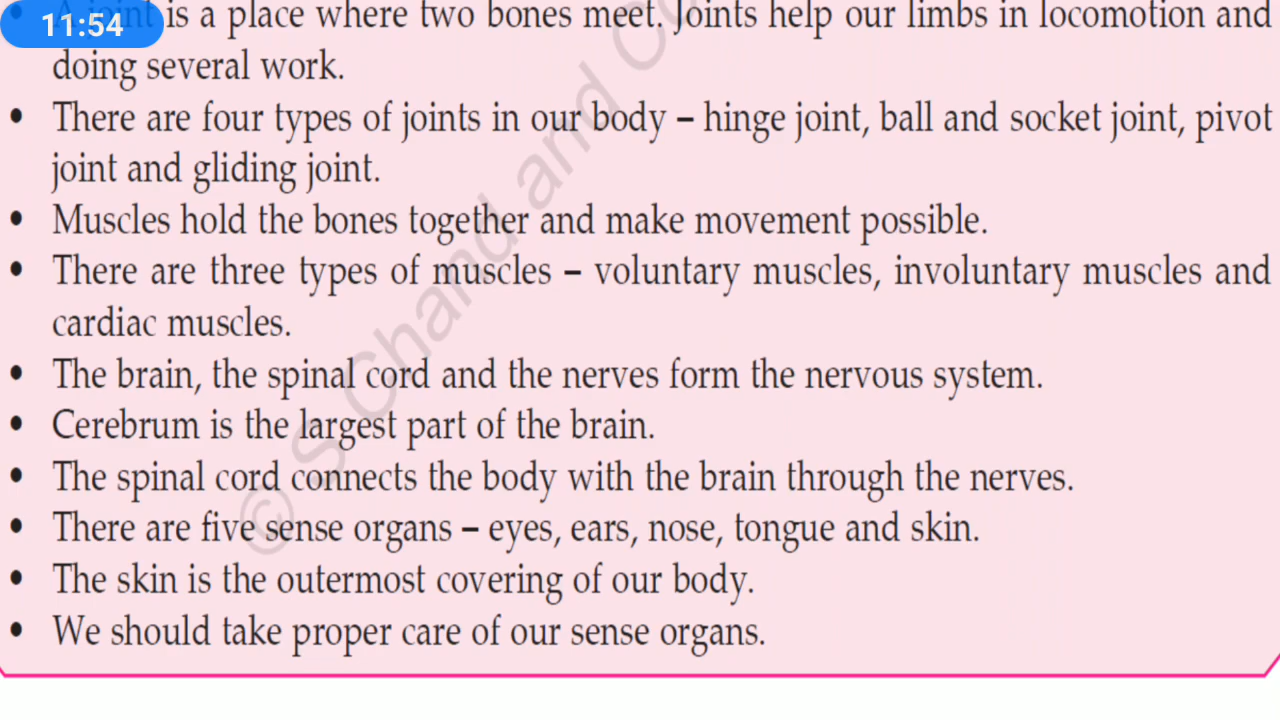 11:54
• A joint is a place where two bones meet. Joints help our limbs in locomotion and
doing several work.
• There are four types of joints in our body – hinge joint, ball and socket joint, pivot
joint and gliding joint.
• Muscles hold the bones together and make movement possible.
• There are three types of muscles – voluntary muscles, involuntary muscles and
cardiac muscles.
• The brain, the spinal cord and the nerves form the nervous system.
• Cerebrum is the largest part of the brain.
• The spinal cord connects the body with the brain through the nerves.
• There are five sense organs – eyes, ears, nose, tongue and skin.
• The skin is the outermost covering of our body.
• We should take proper care of our sense organs.
© S Chand and Co